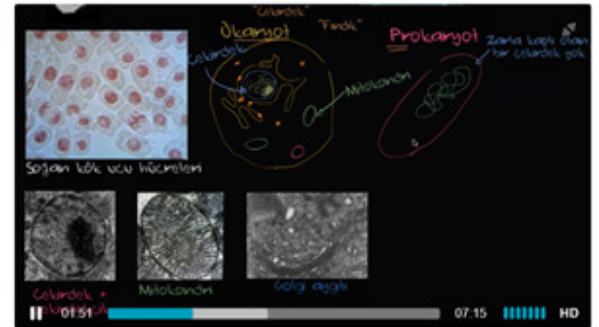 "Çekirdek" "Fındık"
Ökaryot
Prokaryot
Çekirdek
Zarla kaplı olan
bir çekirdek yok
Mitokondri
Soğan kök ucu hücreleri
Çekirdek +
Mitokondri
Golgi aygıtı
01:51
07:15
HD